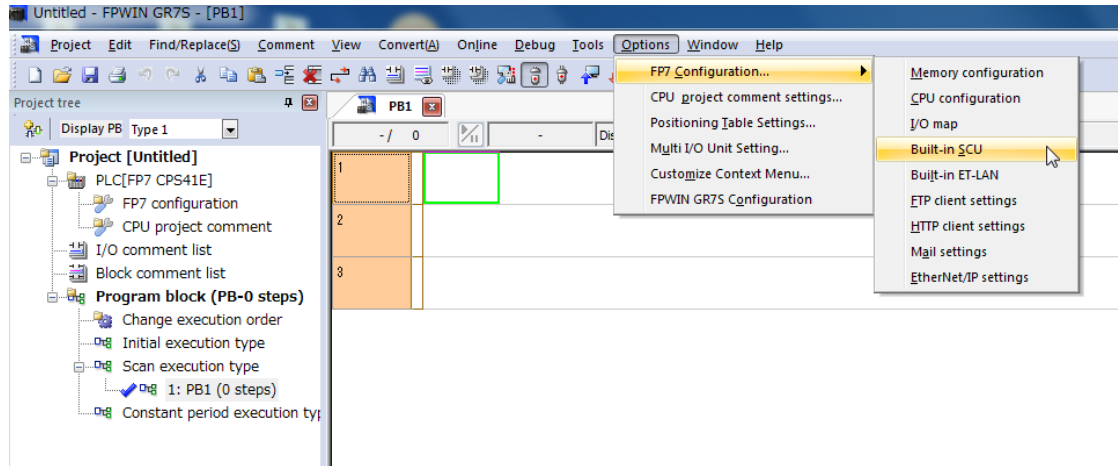 Untitled - FPWIN GR7S - [PB1]
Project Edit Find/Replace(S) Comment View Convert(A) Online Debug Tools Options Window Help
Project tree
PB1
Display PB Type 1
- / 0
-
Project [Untitled]
PLC[FP7 CPS41E]
FP7 configuration
CPU project comment
I/O comment list
Block comment list
Program block (PB-0 steps)
Change execution order
Initial execution type
Scan execution type
1: PB1 (0 steps)
Constant period execution typ
1
2
3
FP7 Configuration...
CPU project comment settings...
Positioning Table Settings...
Multi I/O Unit Setting...
Customize Context Menu...
FPWIN GR7S Configuration
Memory configuration
CPU configuration
I/O map
Built-in SCU
Built-in ET-LAN
FTP client settings
HTTP client settings
Mail settings
EtherNet/IP settings